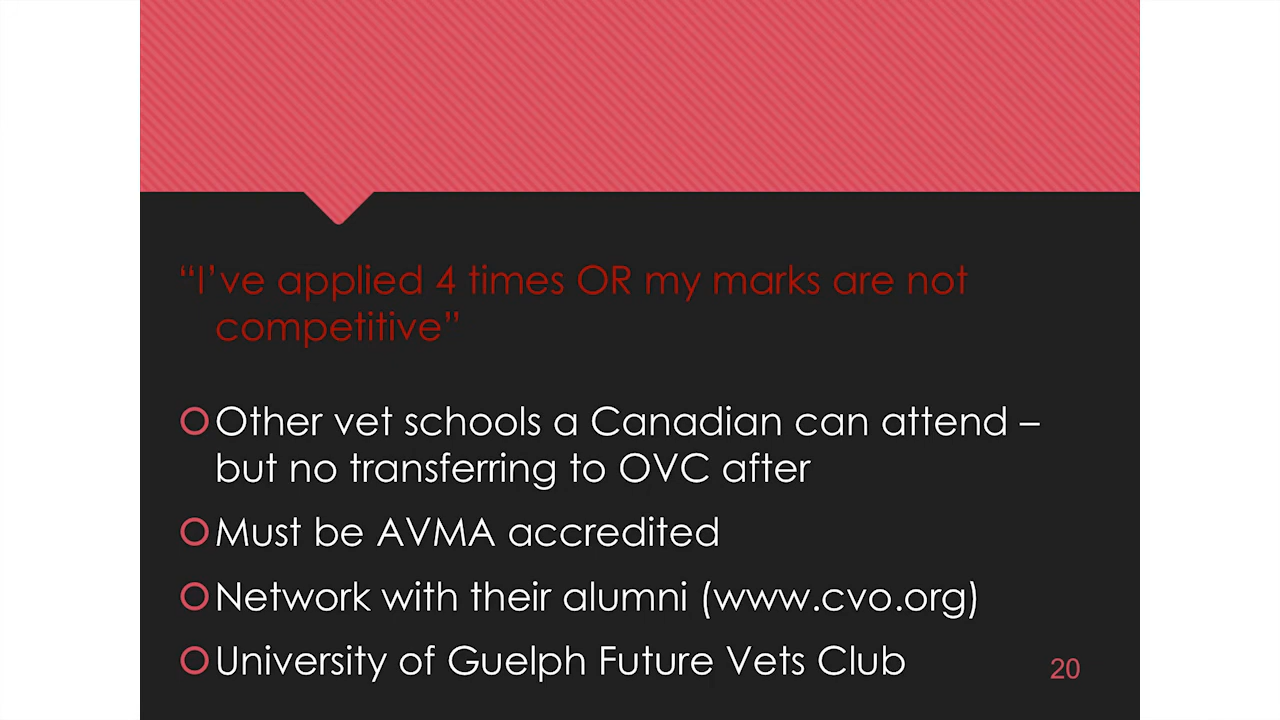 “I’ve applied 4 times OR my marks are not
competitive”
Other vet schools a Canadian can attend –
but no transferring to OVC after
Must be AVMA accredited
Network with their alumni (www.cvo.org)
University of Guelph Future Vets Club
20